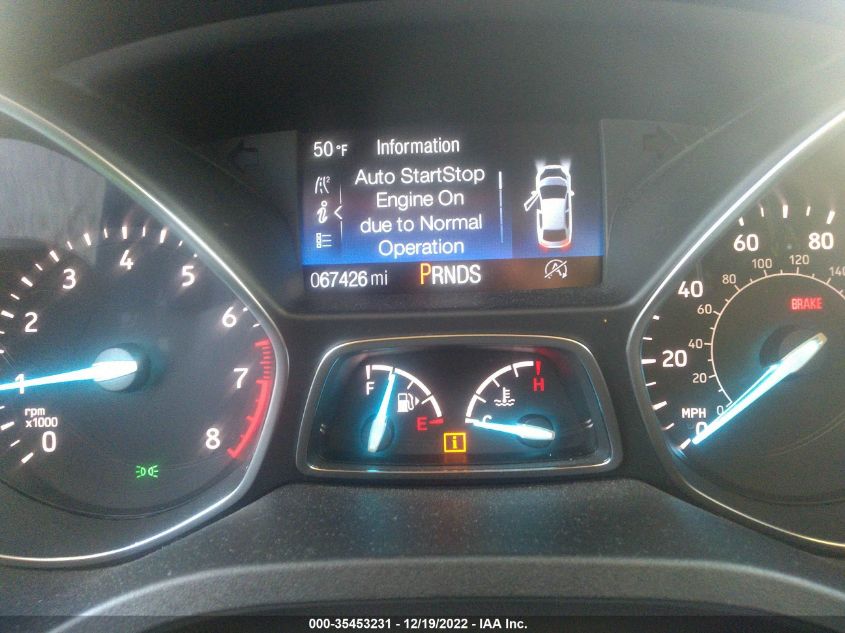 50°F Information
Auto StartStop
Engine On
due to Normal
Operation
067426 mi PRNDS
0 1 2 3 4 5 6 7 8
rpm
x1000
F E
C H
i
0 20 40 60 80
MPH
0 20 40 60 80 100 120 140
BRAKE
000-35453231 - 12/19/2022 - IAA Inc.